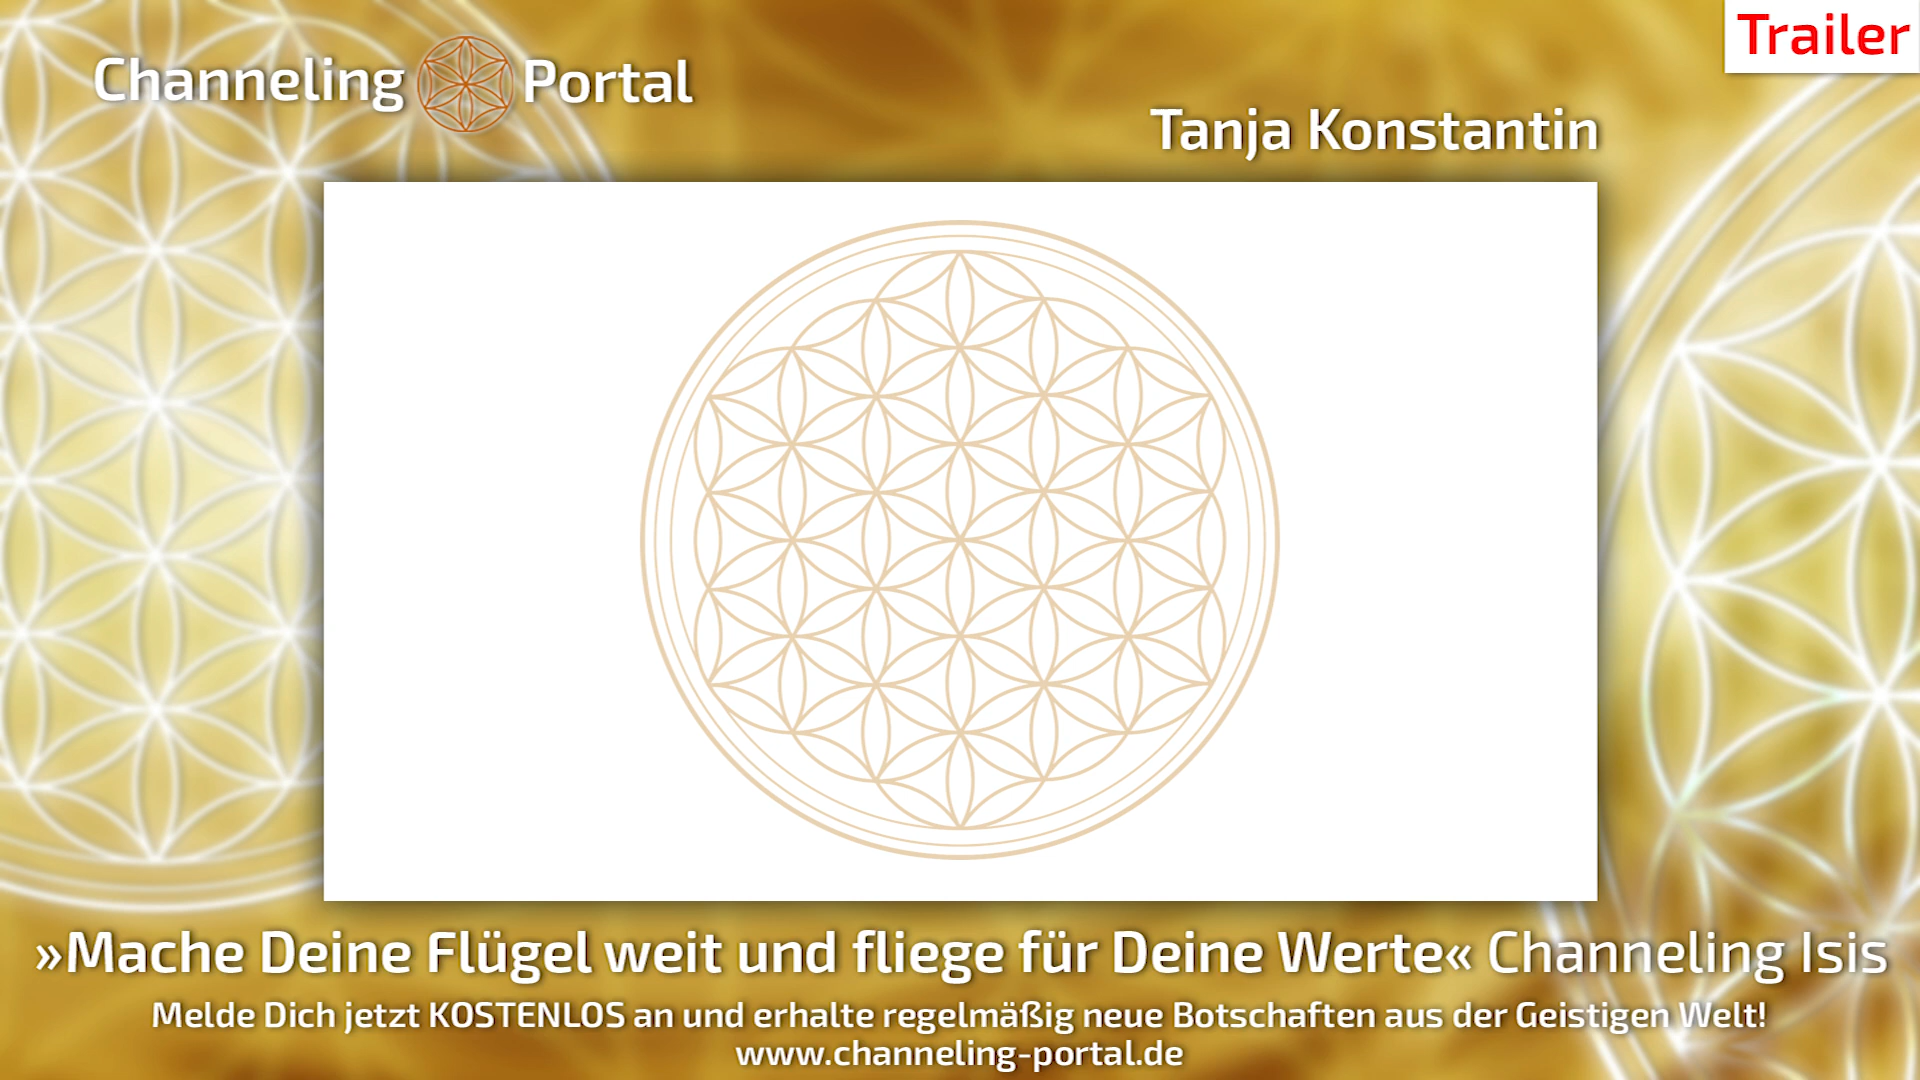 Trailer
Channeling Portal
Tanja Konstantin
»Mache Deine Flügel weit und fliege für Deine Werte« Channeling Isis
Melde Dich jetzt KOSTENLOS an und erhalte regelmäßig neue Botschaften aus der Geistigen Welt!
www.channeling-portal.de